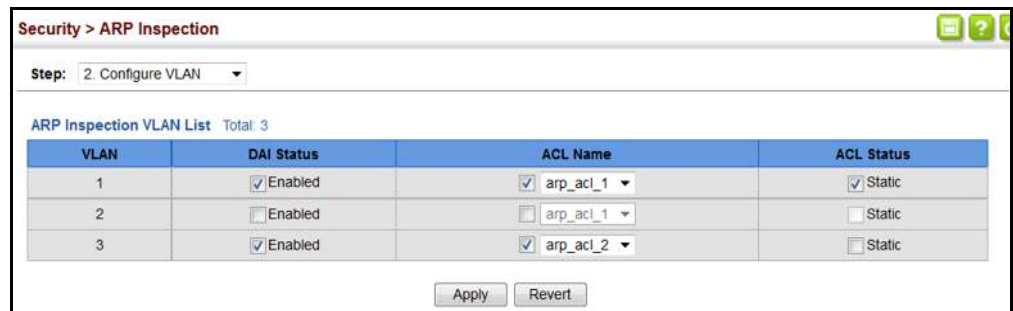 Security > ARP Inspection
?
Step: 2. Configure VLAN
ARP Inspection VLAN List Total: 3
VLAN DAI Status ACL Name ACL Status
1 Enabled arp_acl_1 Static
2 Enabled arp_acl_1 Static
3 Enabled arp_acl_2 Static
Apply Revert